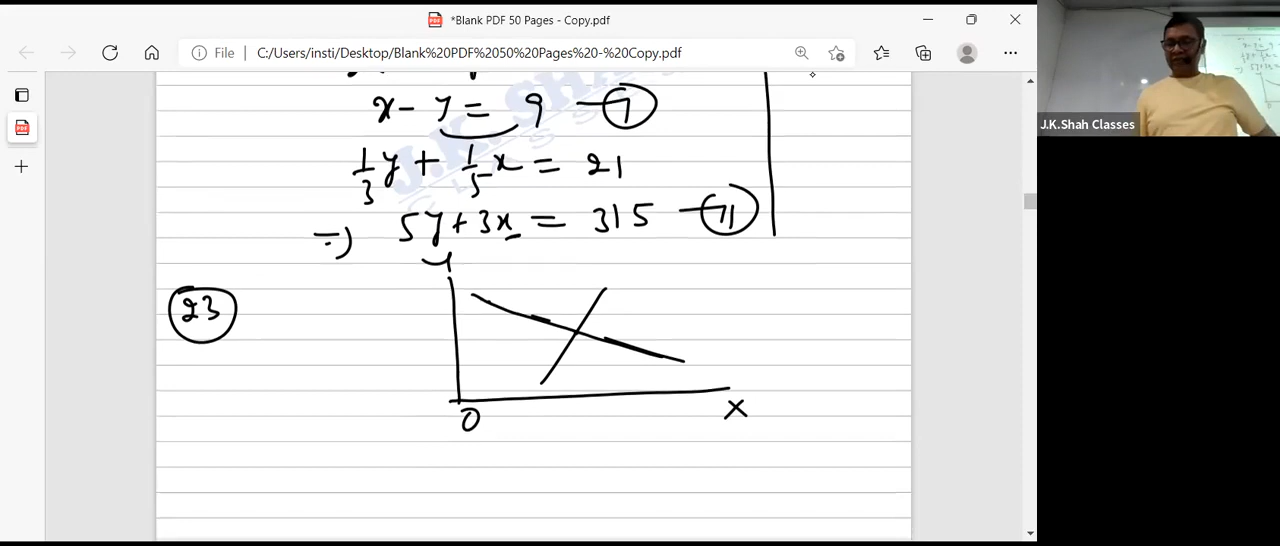 *Blank PDF 50 Pages - Copy.pdf
File C:/Users/insti/Desktop/Blank%20PDF%2050%20Pages%20-%20Copy.pdf
x - y = 9 — I
1/3 y + 1/5 x = 21
⇒ 5y + 3x = 315 — II
23
y
O
X
J.K.Shah Classes